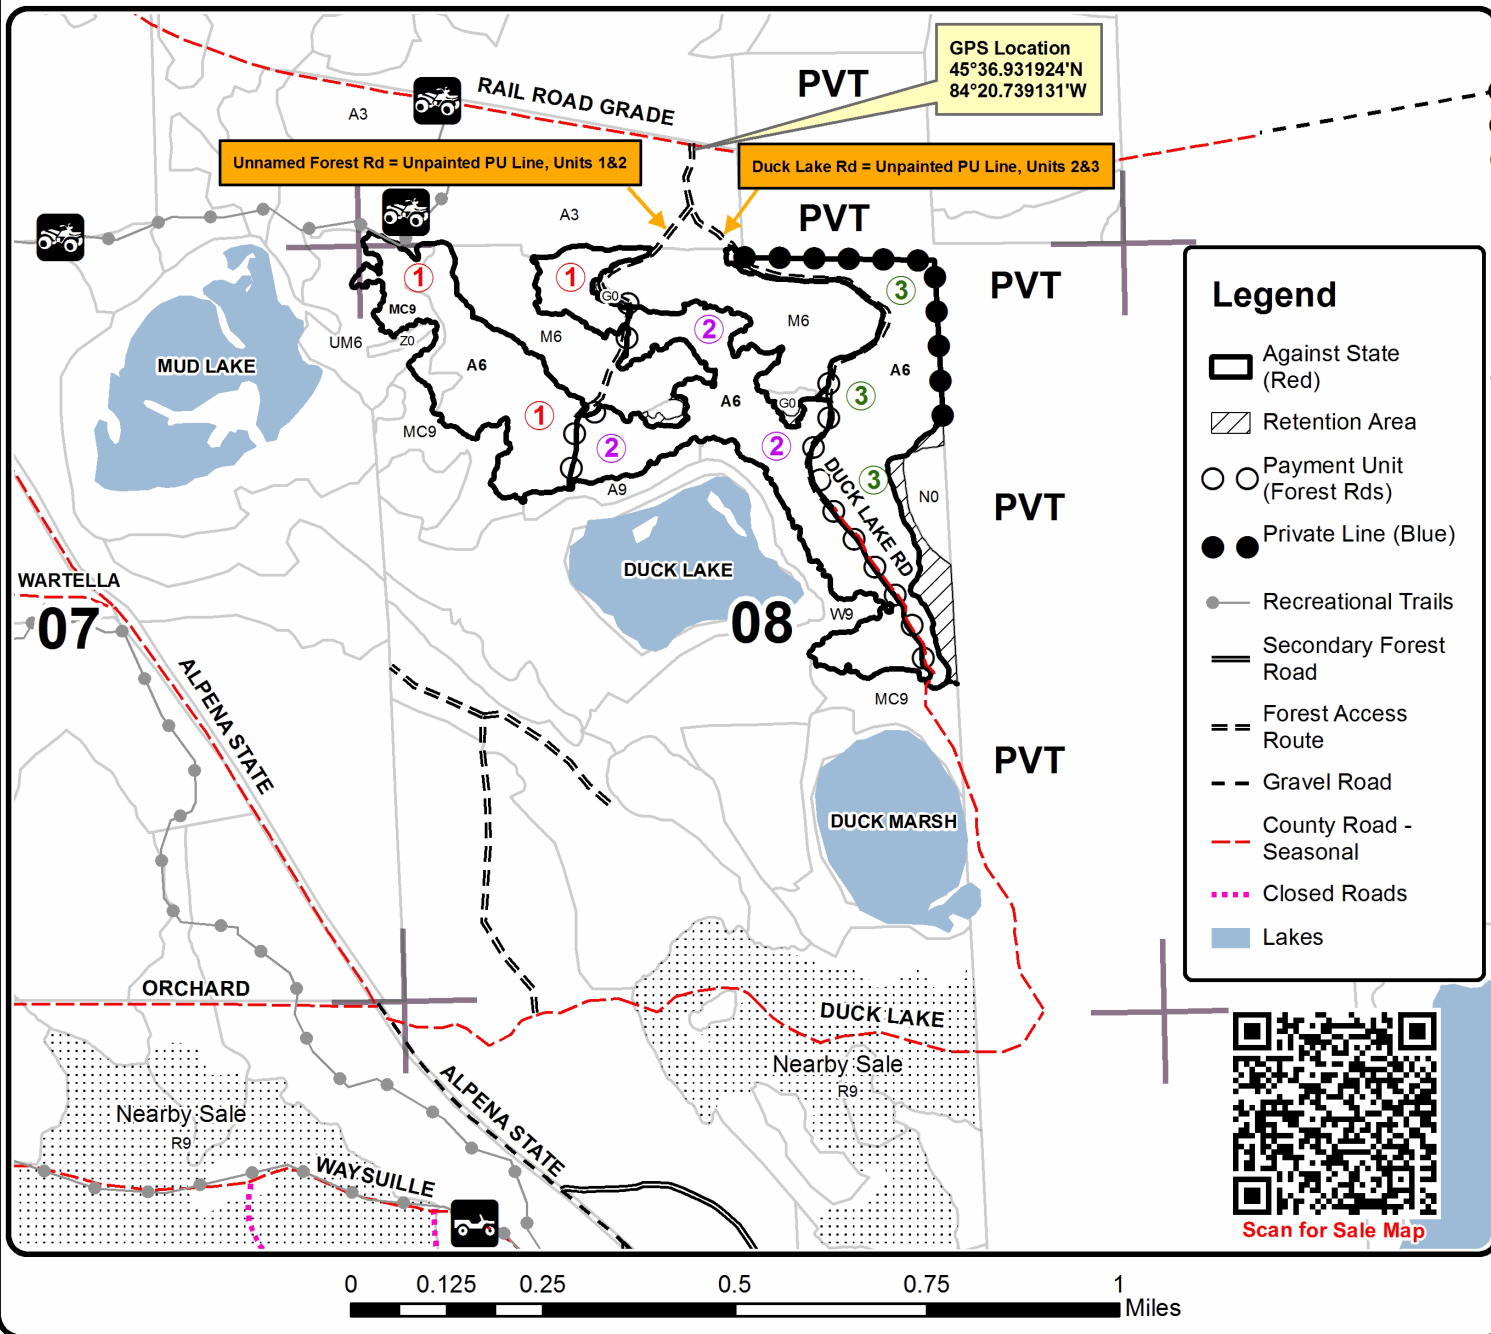 GPS Location
45°36.931924'N
84°20.739131'W
PVT
RAIL ROAD GRADE
A3
Unnamed Forest Rd = Unpainted PU Line, Units 1&2
Duck Lake Rd = Unpainted PU Line, Units 2&3
A3
PVT
1
1
3
PVT
G0
MC9
M6
2
M6
UM6
Z0
M6
MUD LAKE
A6
A6
3
A6
G0
1
MC9
2
2
DUCK LAKE RD
3
A9
N0
PVT
DUCK LAKE
WARTELLA
07
08
W9
ALPENA STATE
MC9
PVT
DUCK MARSH
ORCHARD
DUCK LAKE
Nearby Sale
R9
ALPENA STATE
Nearby Sale
R9
WAYSUILLE
Legend
Against State
(Red)
Retention Area
Payment Unit
(Forest Rds)
Private Line (Blue)
Recreational Trails
Secondary Forest
Road
Forest Access
Route
Gravel Road
County Road -
Seasonal
Closed Roads
Lakes
Scan for Sale Map
0 0.125 0.25 0.5 0.75 1
Miles